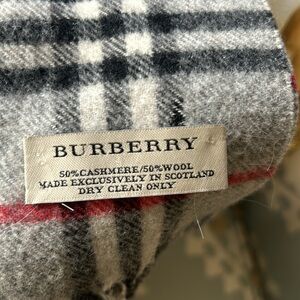 BURBERRY
50%CASHMERE/50%WOOL
MADE EXCLUSIVELY IN SCOTLAND
DRY CLEAN ONLY